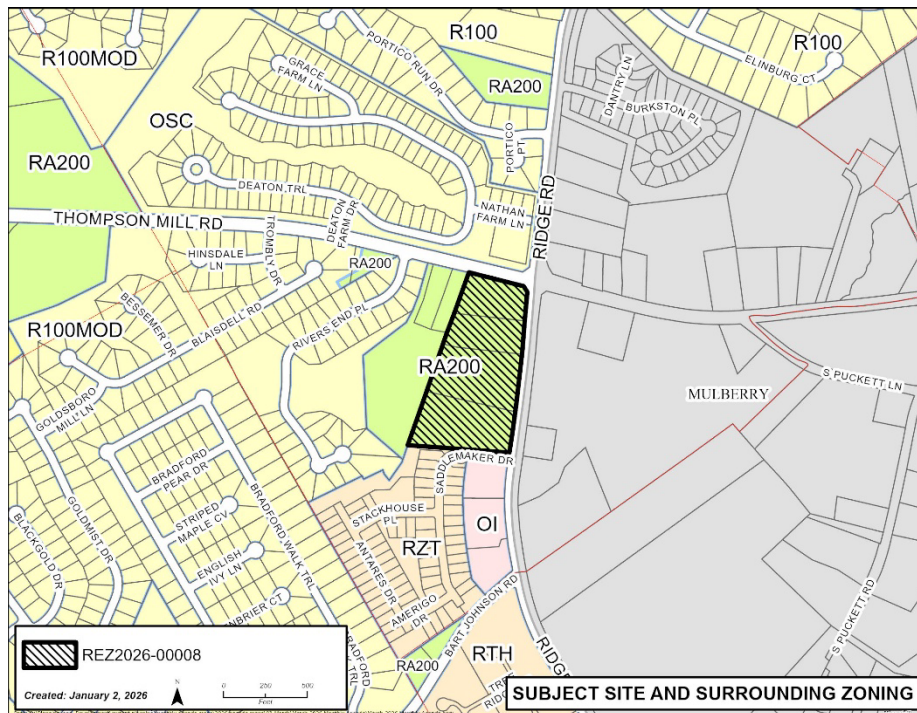 R100MOD
R100
R100
PORTICO RUN DR
GRACE
FARM LN
RA200
DANTRY LN
ELINBURG CT
BURKSTON PL
OSC
PORTICO
PT
RA200
DEATON TRL
NATHAN
FARM LN
RIDGE RD
THOMPSON MILL RD
TROMBLY DR
DEATON
FARM DR
HINSDALE
LN
RA200
BESSEMER DR
BLAISDELL RD
RIVERS END PL
R100MOD
RA200
S PUCKETT LN
MULBERRY
GOLDSBORO
MILL LN
BRADFORD
PEAR DR
SADDLEMAKER DR
STACKHOUSE
PL
OI
STRIPED
MAPLE CV
RZT
BLACKGOLD DR
GOLDMIST DR
BRADFORD WALK TRL
ANTARES DR
ENGLISH
IVY LN
AMERIGO
DR
BART JOHNSON RD
S PUCKETT RD
NBRIER CT
RA200
RTH
RIDGE
REZ2026-00008
N
0
250
500
Feet
Created: January 2, 2026
SUBJECT SITE AND SURROUNDING ZONING